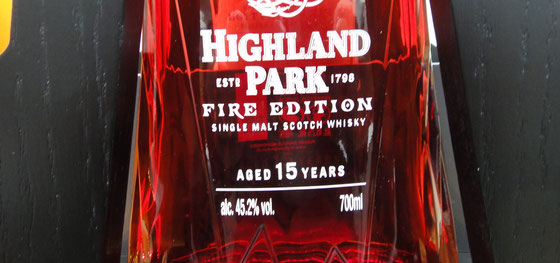 HIGHLAND
ESTD 1798
PARK
FIRE EDITION
SINGLE MALT SCOTCH WHISKY
AGED 15 YEARS
alc. 45.2% vol. 700ml